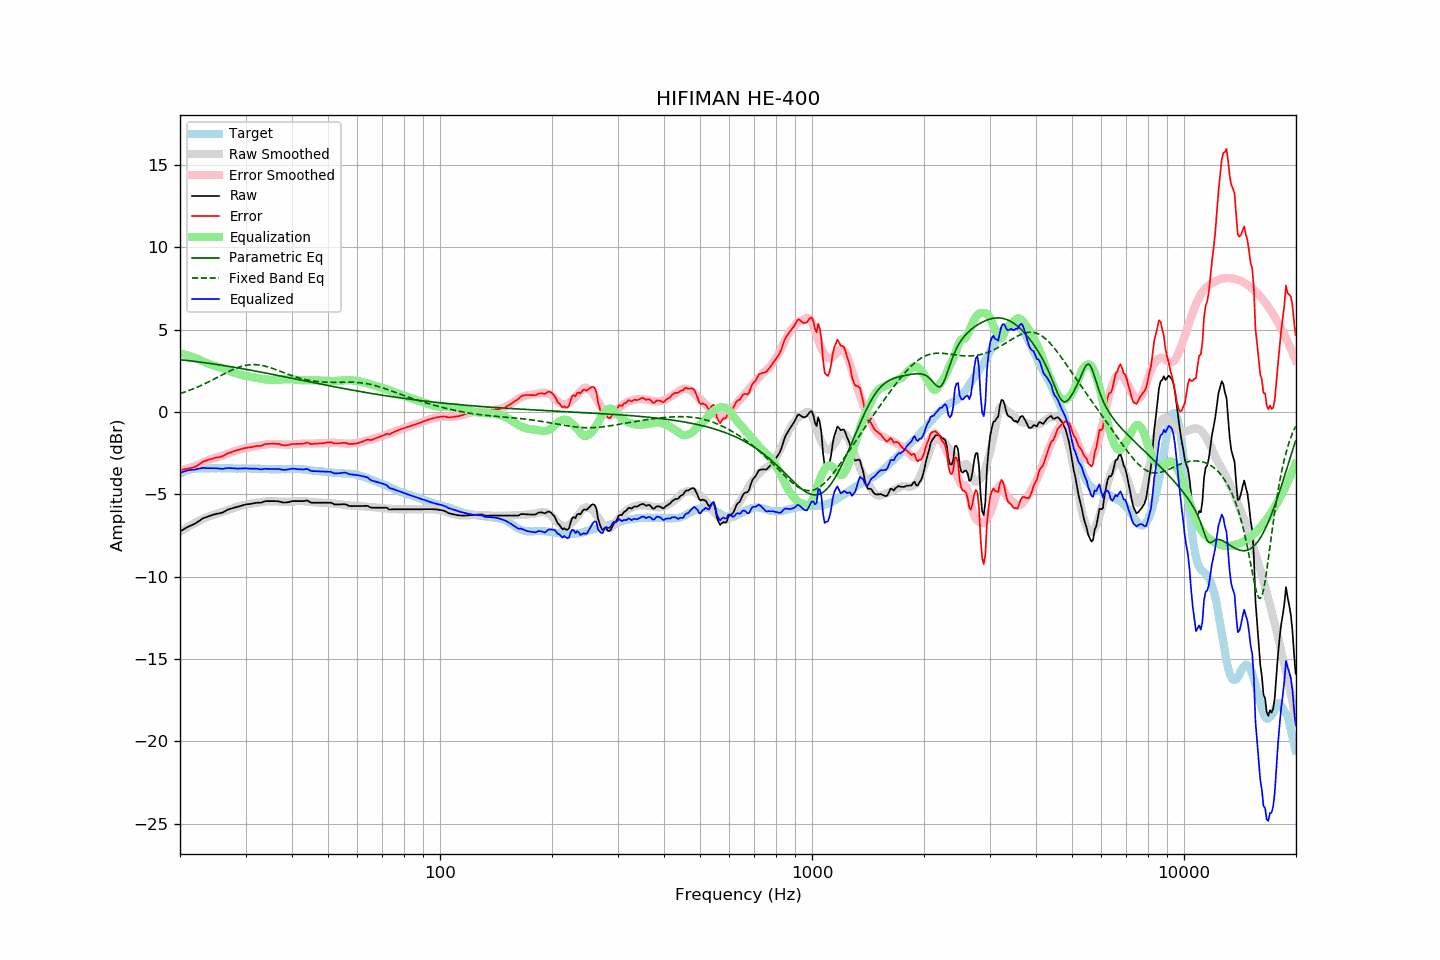 HIFIMAN HE-400
Target
Raw Smoothed
Error Smoothed
Raw
Error
Equalization
Parametric Eq
Fixed Band Eq
Equalized
15
10
5
0
−5
−10
−15
−20
−25
Amplitude (dBr)
100
1000
10000
Frequency (Hz)